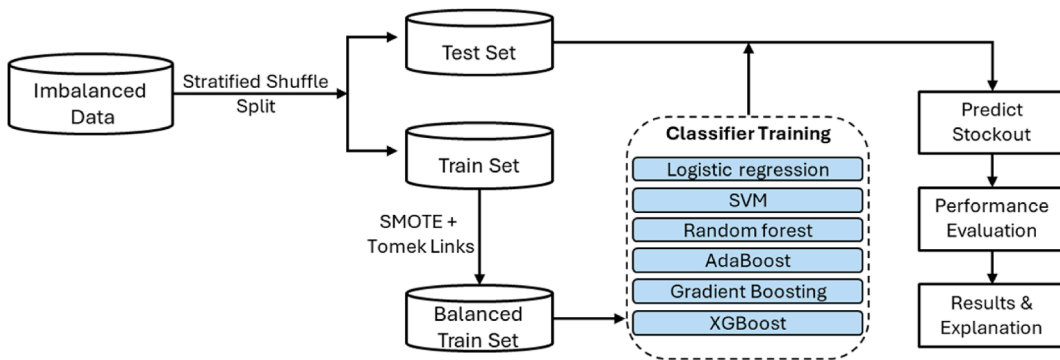 Imbalanced
Data
Stratified Shuffle
Split
Test Set
Train Set
SMOTE +
Tomek Links
Balanced
Train Set
Classifier Training
Logistic regression
SVM
Random forest
AdaBoost
Gradient Boosting
XGBoost
Predict
Stockout
Performance
Evaluation
Results &
Explanation